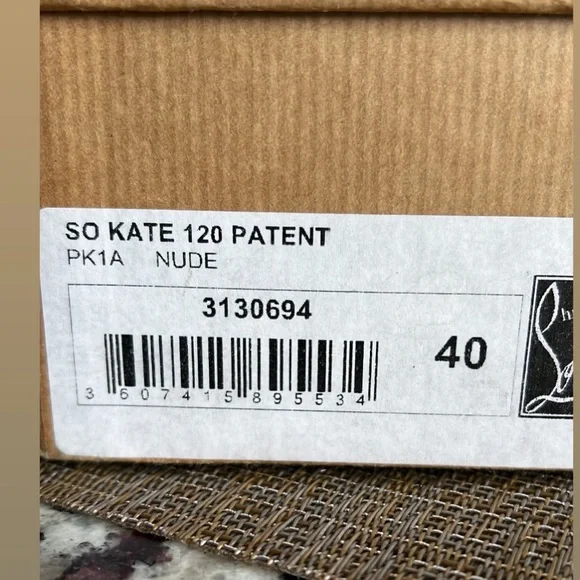 SO KATE 120 PATENT
PK1A NUDE
3130694
40
3 607415 895534